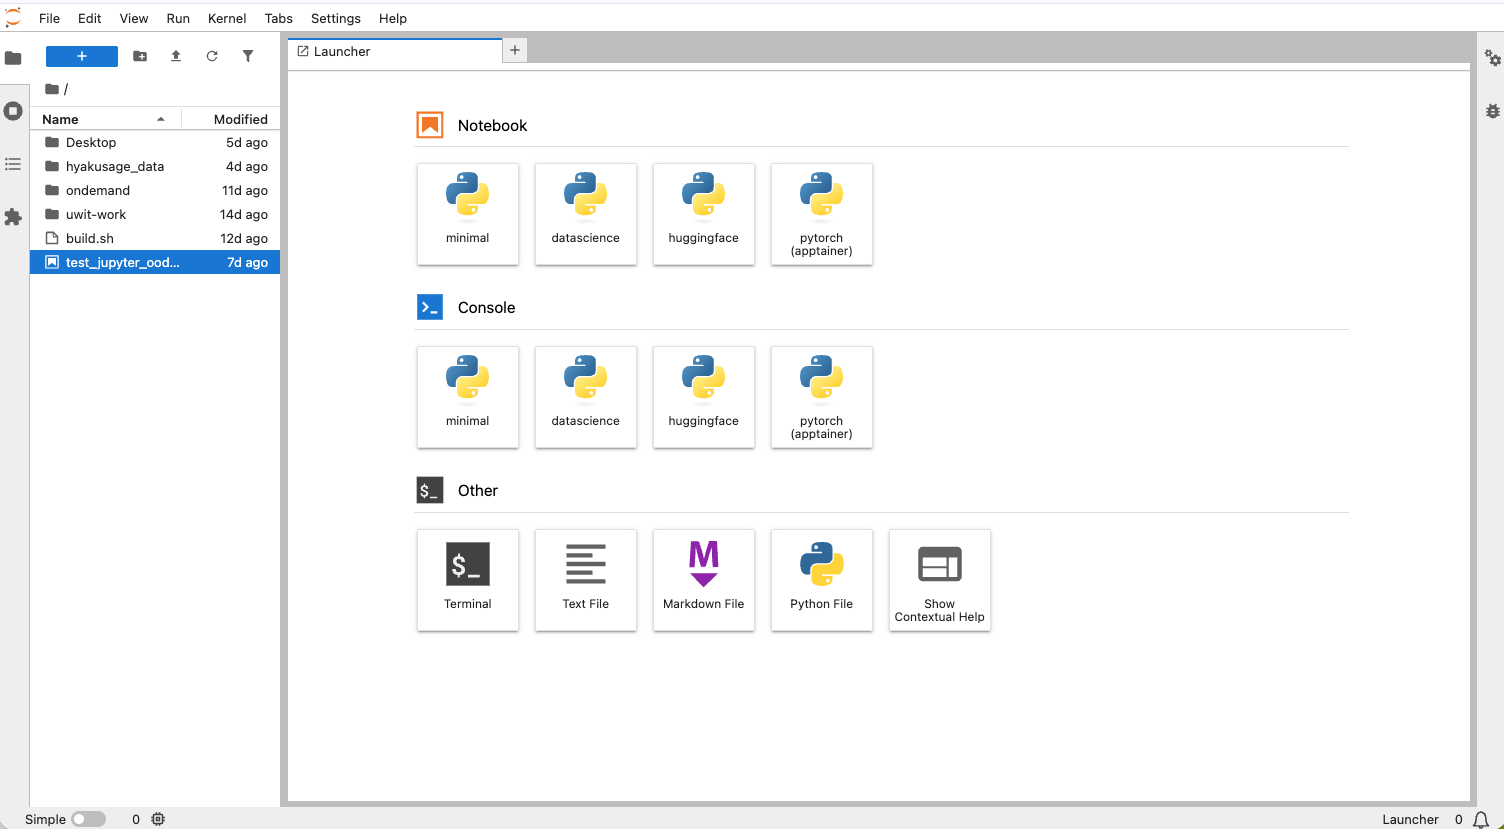 File Edit View Run Kernel Tabs Settings Help
+
Launcher +
/
Name Modified
Desktop 5d ago
hyakusage_data 4d ago
ondemand 11d ago
uwit-work 14d ago
build.sh 12d ago
test_jupyter_ood... 7d ago
Notebook
minimal
datascience
huggingface
pytorch
(apptainer)
>_ Console
minimal
datascience
huggingface
pytorch
(apptainer)
$_ Other
$_
Terminal
Text File
M
Markdown File
Python File
Show
Contextual Help
Simple 0
Launcher 0